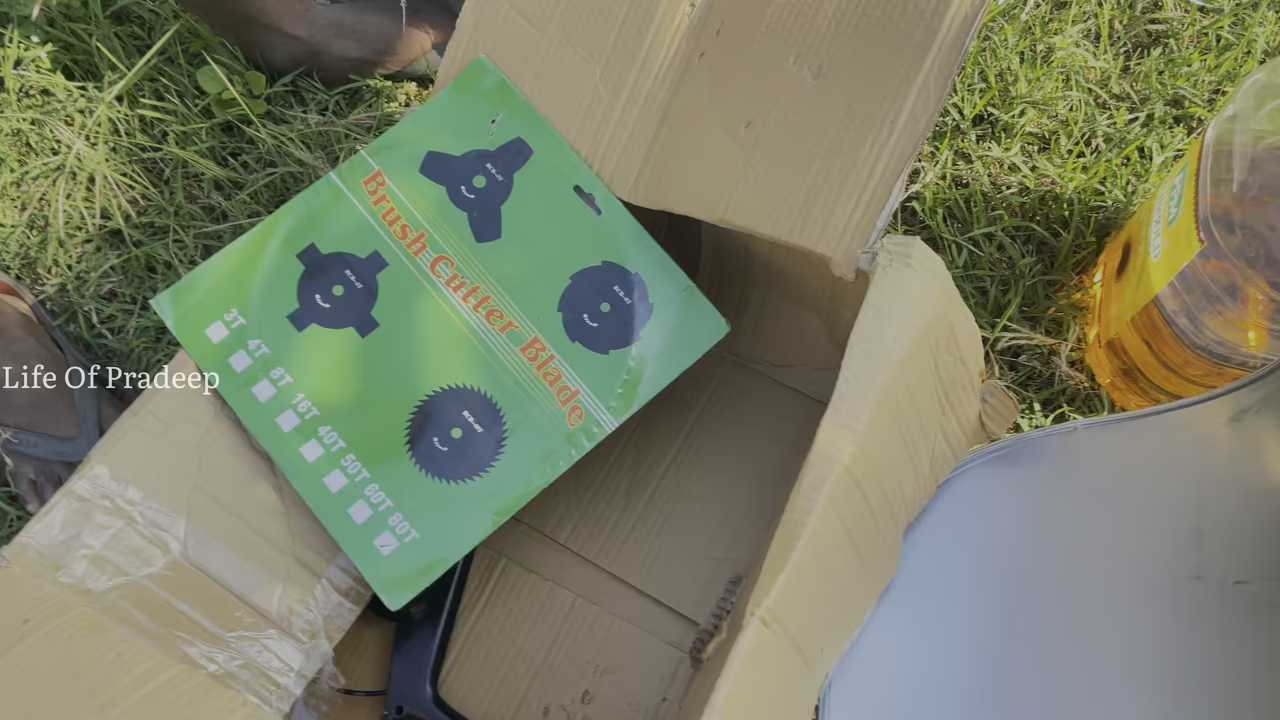 Brush Cutter Blade
3T
4T
8T
16T
40T
50T
60T
80T
Life Of Pradeep